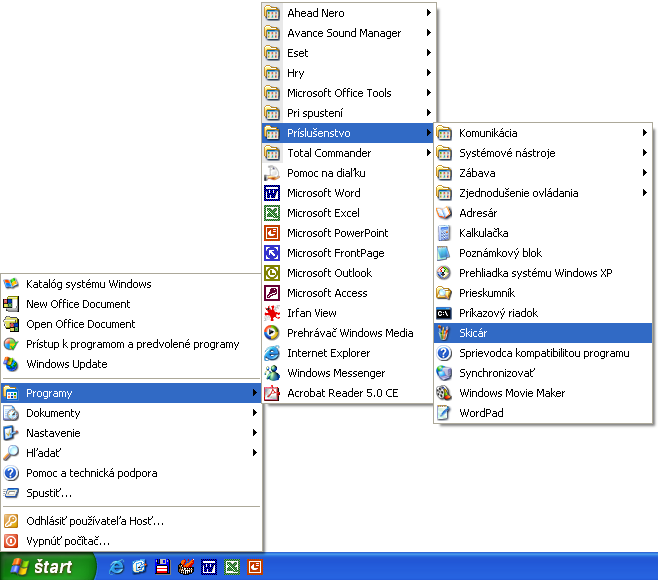 Ahead Nero
Avance Sound Manager
Eset
Hry
Microsoft Office Tools
Pri spustení
Príslušenstvo
Total Commander
Pomoc na diaľku
Microsoft Word
Microsoft Excel
Microsoft PowerPoint
Microsoft FrontPage
Microsoft Outlook
Microsoft Access
Irfan View
Prehrávač Windows Media
Internet Explorer
Windows Messenger
Acrobat Reader 5.0 CE
Komunikácia
Systémové nástroje
Zábava
Zjednodušenie ovládania
Adresár
Kalkulačka
Poznámkový blok
Prehliadka systému Windows XP
Prieskumník
Príkazový riadok
Skicár
Sprievodca kompatibilitou programu
Synchronizovať
Windows Movie Maker
WordPad
Katalóg systému Windows
New Office Document
Open Office Document
Prístup k programom a predvolené programy
Windows Update
Programy
Dokumenty
Nastavenie
Hľadať
Pomoc a technická podpora
Spustiť...
Odhlásiť používateľa Hosť...
Vypnúť počítač...
štart